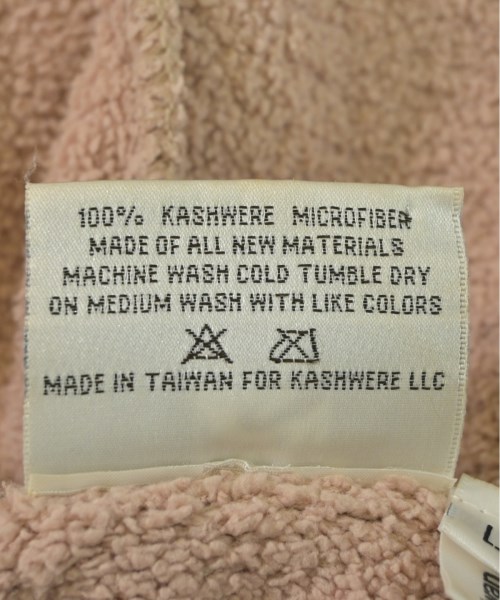 100% KASHWERE MICROFIBER
MADE OF ALL NEW MATERIALS
MACHINE WASH COLD TUMBLE DRY
ON MEDIUM WASH WITH LIKE COLORS
MADE IN TAIWAN FOR KASHWERE LLC